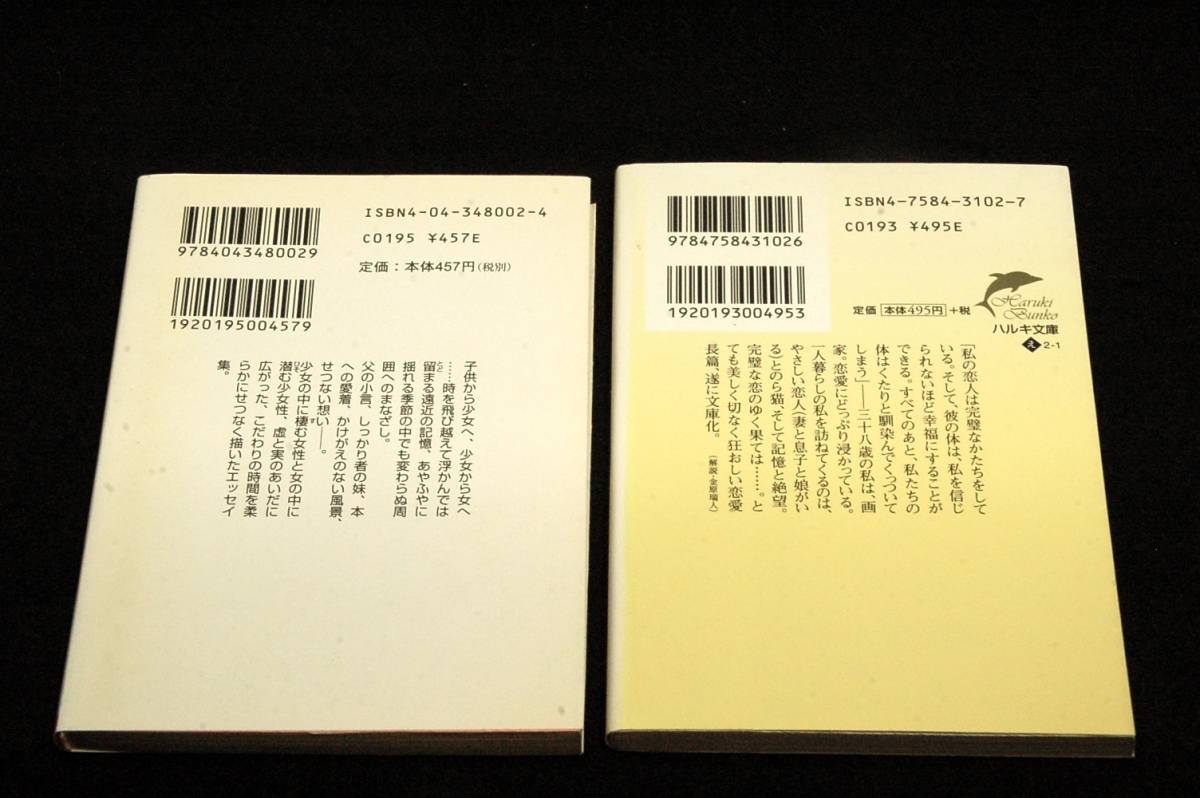 ISBN4-04-348002-4
C0195 ¥457E
定価：本体457円（税別）
9784043480029
1920195004579
子供から少女へ、少女から女へ
……時を飛び越えて浮かんでは
留まる遠近の記憶、あやふやに
とど
揺れる季節の中でも変わらぬ周
囲へのまなざし。
父の小言、しっかり者の妹、本
への愛着、かけがえのない風景、
せつない想い――。
少女の中に棲む女性と女の中に
す
潜む少女性、虚と実のあいだに
ひそ
広がった、こだわりの時間を柔
らかにせつなく描いたエッセイ
集。
ISBN4-7584-3102-7
C0193 ¥495E
9784758431026
1920193004953
定価 本体495円 +税
Haruki
Bunko
ハルキ文庫
え 2-1
「私の恋人は完璧なかたちをして
いる。そして、彼の体は、私を信じ
られないほど幸福にすることが
できる。すべてのあと、私たちの
体はくたりと馴染んでくっついて
しまう」――三十八歳の私は、画
家。恋愛にどっぷり浸かっている。
一人暮らしの私を訪ねてくるのは、
やさしい恋人（妻と息子と娘がい
る）とのら猫、そして記憶と絶望。
完璧な恋のゆく果ては……。と
ても美しく切なく狂おしい恋愛
長篇、遂に文庫化。
（解説・金原瑞人）